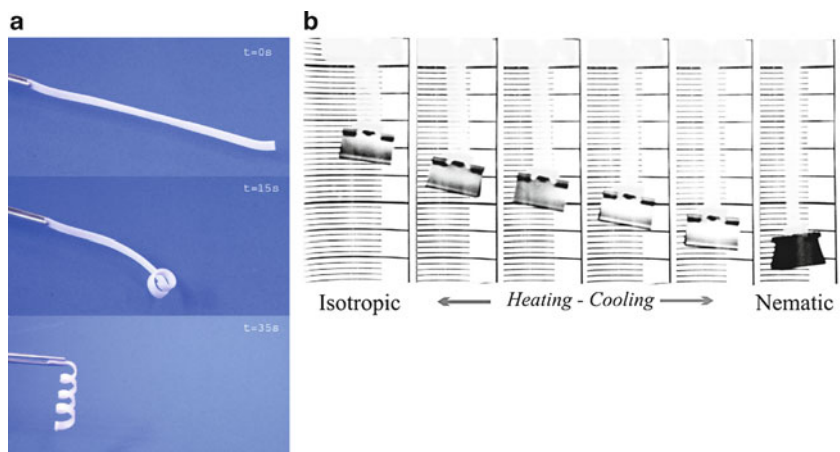 a
t=0s
t=15s
t=35s
b
Isotropic
Heating - Cooling
Nematic